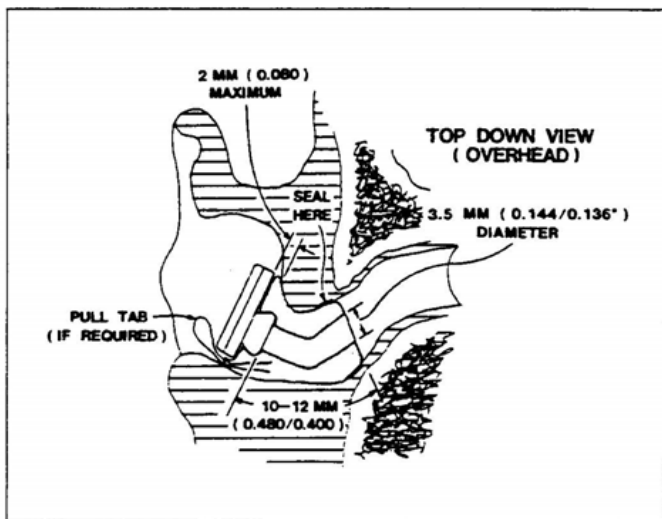 2 MM (0.080)
MAXIMUM
TOP DOWN VIEW
(OVERHEAD)
SEAL
HERE
3.5 MM (0.144/0.136")
DIAMETER
PULL TAB
(IF REQUIRED)
10-12 MM
(0.480/0.400)